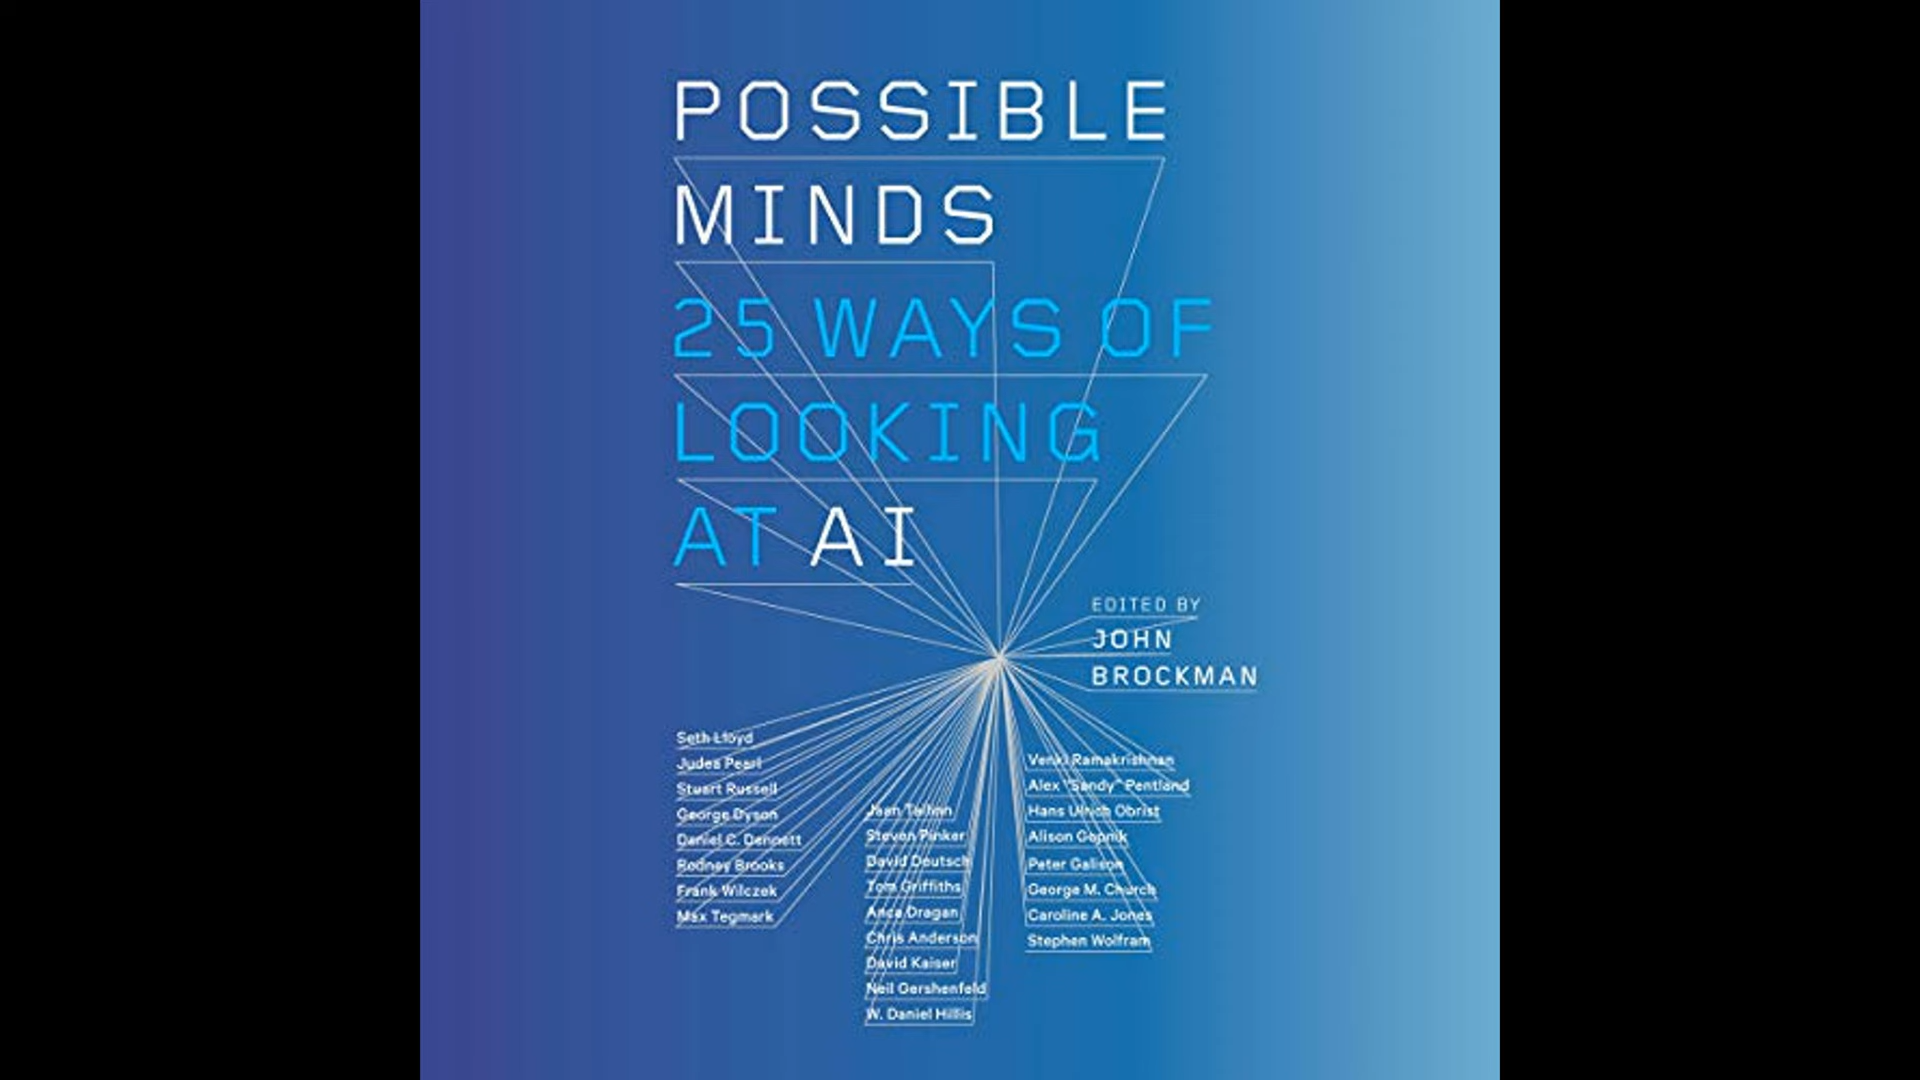 POSSIBLE
MINDS
25 WAYS OF
LOOKING
AT AI
EDITED BY
JOHN
BROCKMAN
Seth Lloyd
Judea Pearl
Stuart Russell
George Dyson
Daniel C. Dennett
Rodney Brooks
Frank Wilczek
Max Tegmark
Jaan Tallinn
Steven Pinker
David Deutsch
Tom Griffiths
Anca Dragan
Chris Anderson
David Kaiser
Neil Gershenfeld
W. Daniel Hillis
Venki Ramakrishnan
Alex "Sandy" Pentland
Hans Ulrich Obrist
Alison Gopnik
Peter Galison
George M. Church
Caroline A. Jones
Stephen Wolfram